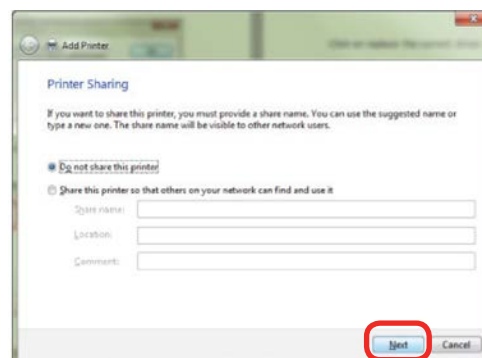 Add Printer
Printer Sharing
If you want to share this printer, you must provide a share name. You can use the suggested name or
type a new one. The share name will be visible to other network users.
Do not share this printer
Share this printer so that others on your network can find and use it
Share name:
Location:
Comment:
Next
Cancel